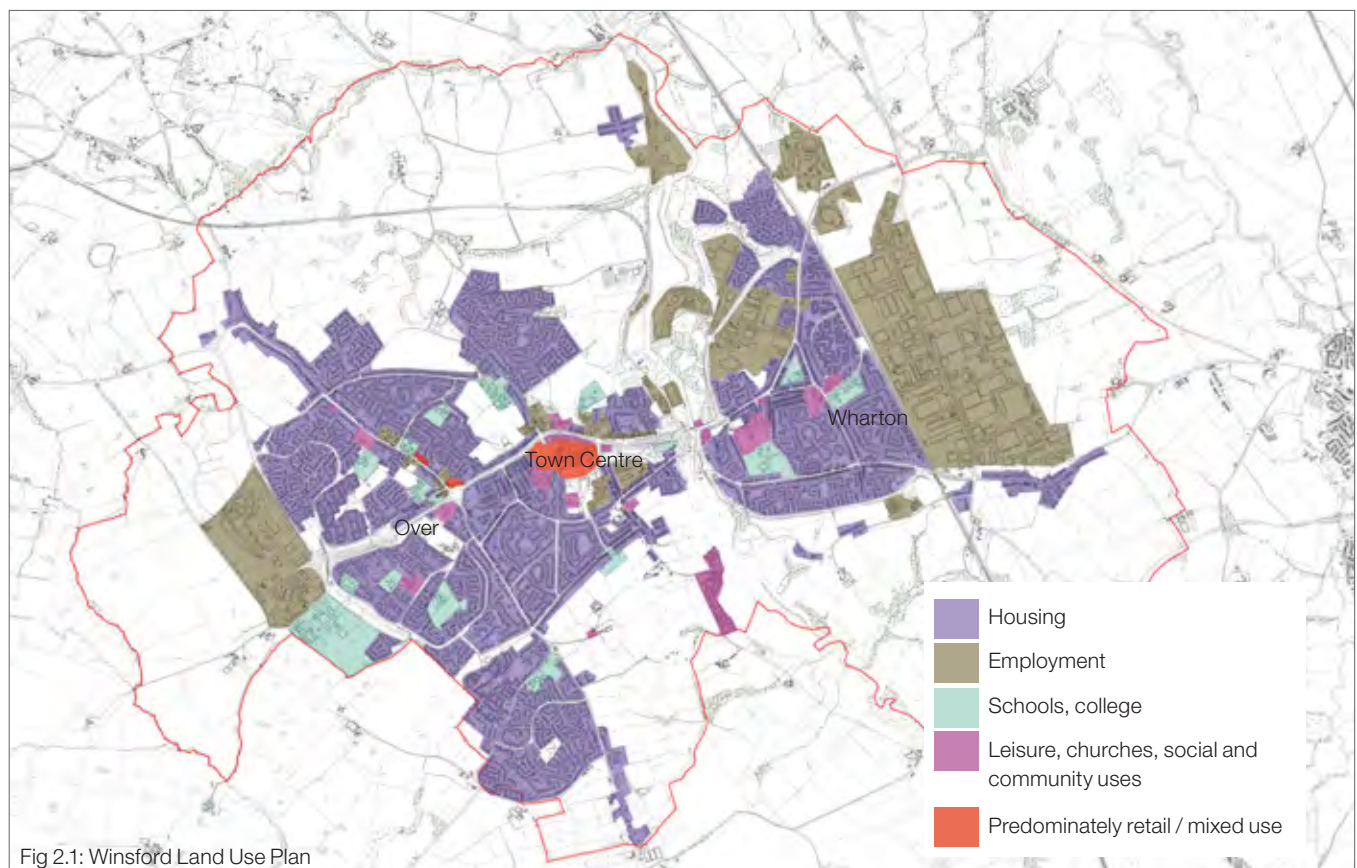 Town Centre
Wharton
Over
Housing
Employment
Schools, college
Leisure, churches, social and
community uses
Predominately retail / mixed use
Fig 2.1: Winsford Land Use Plan